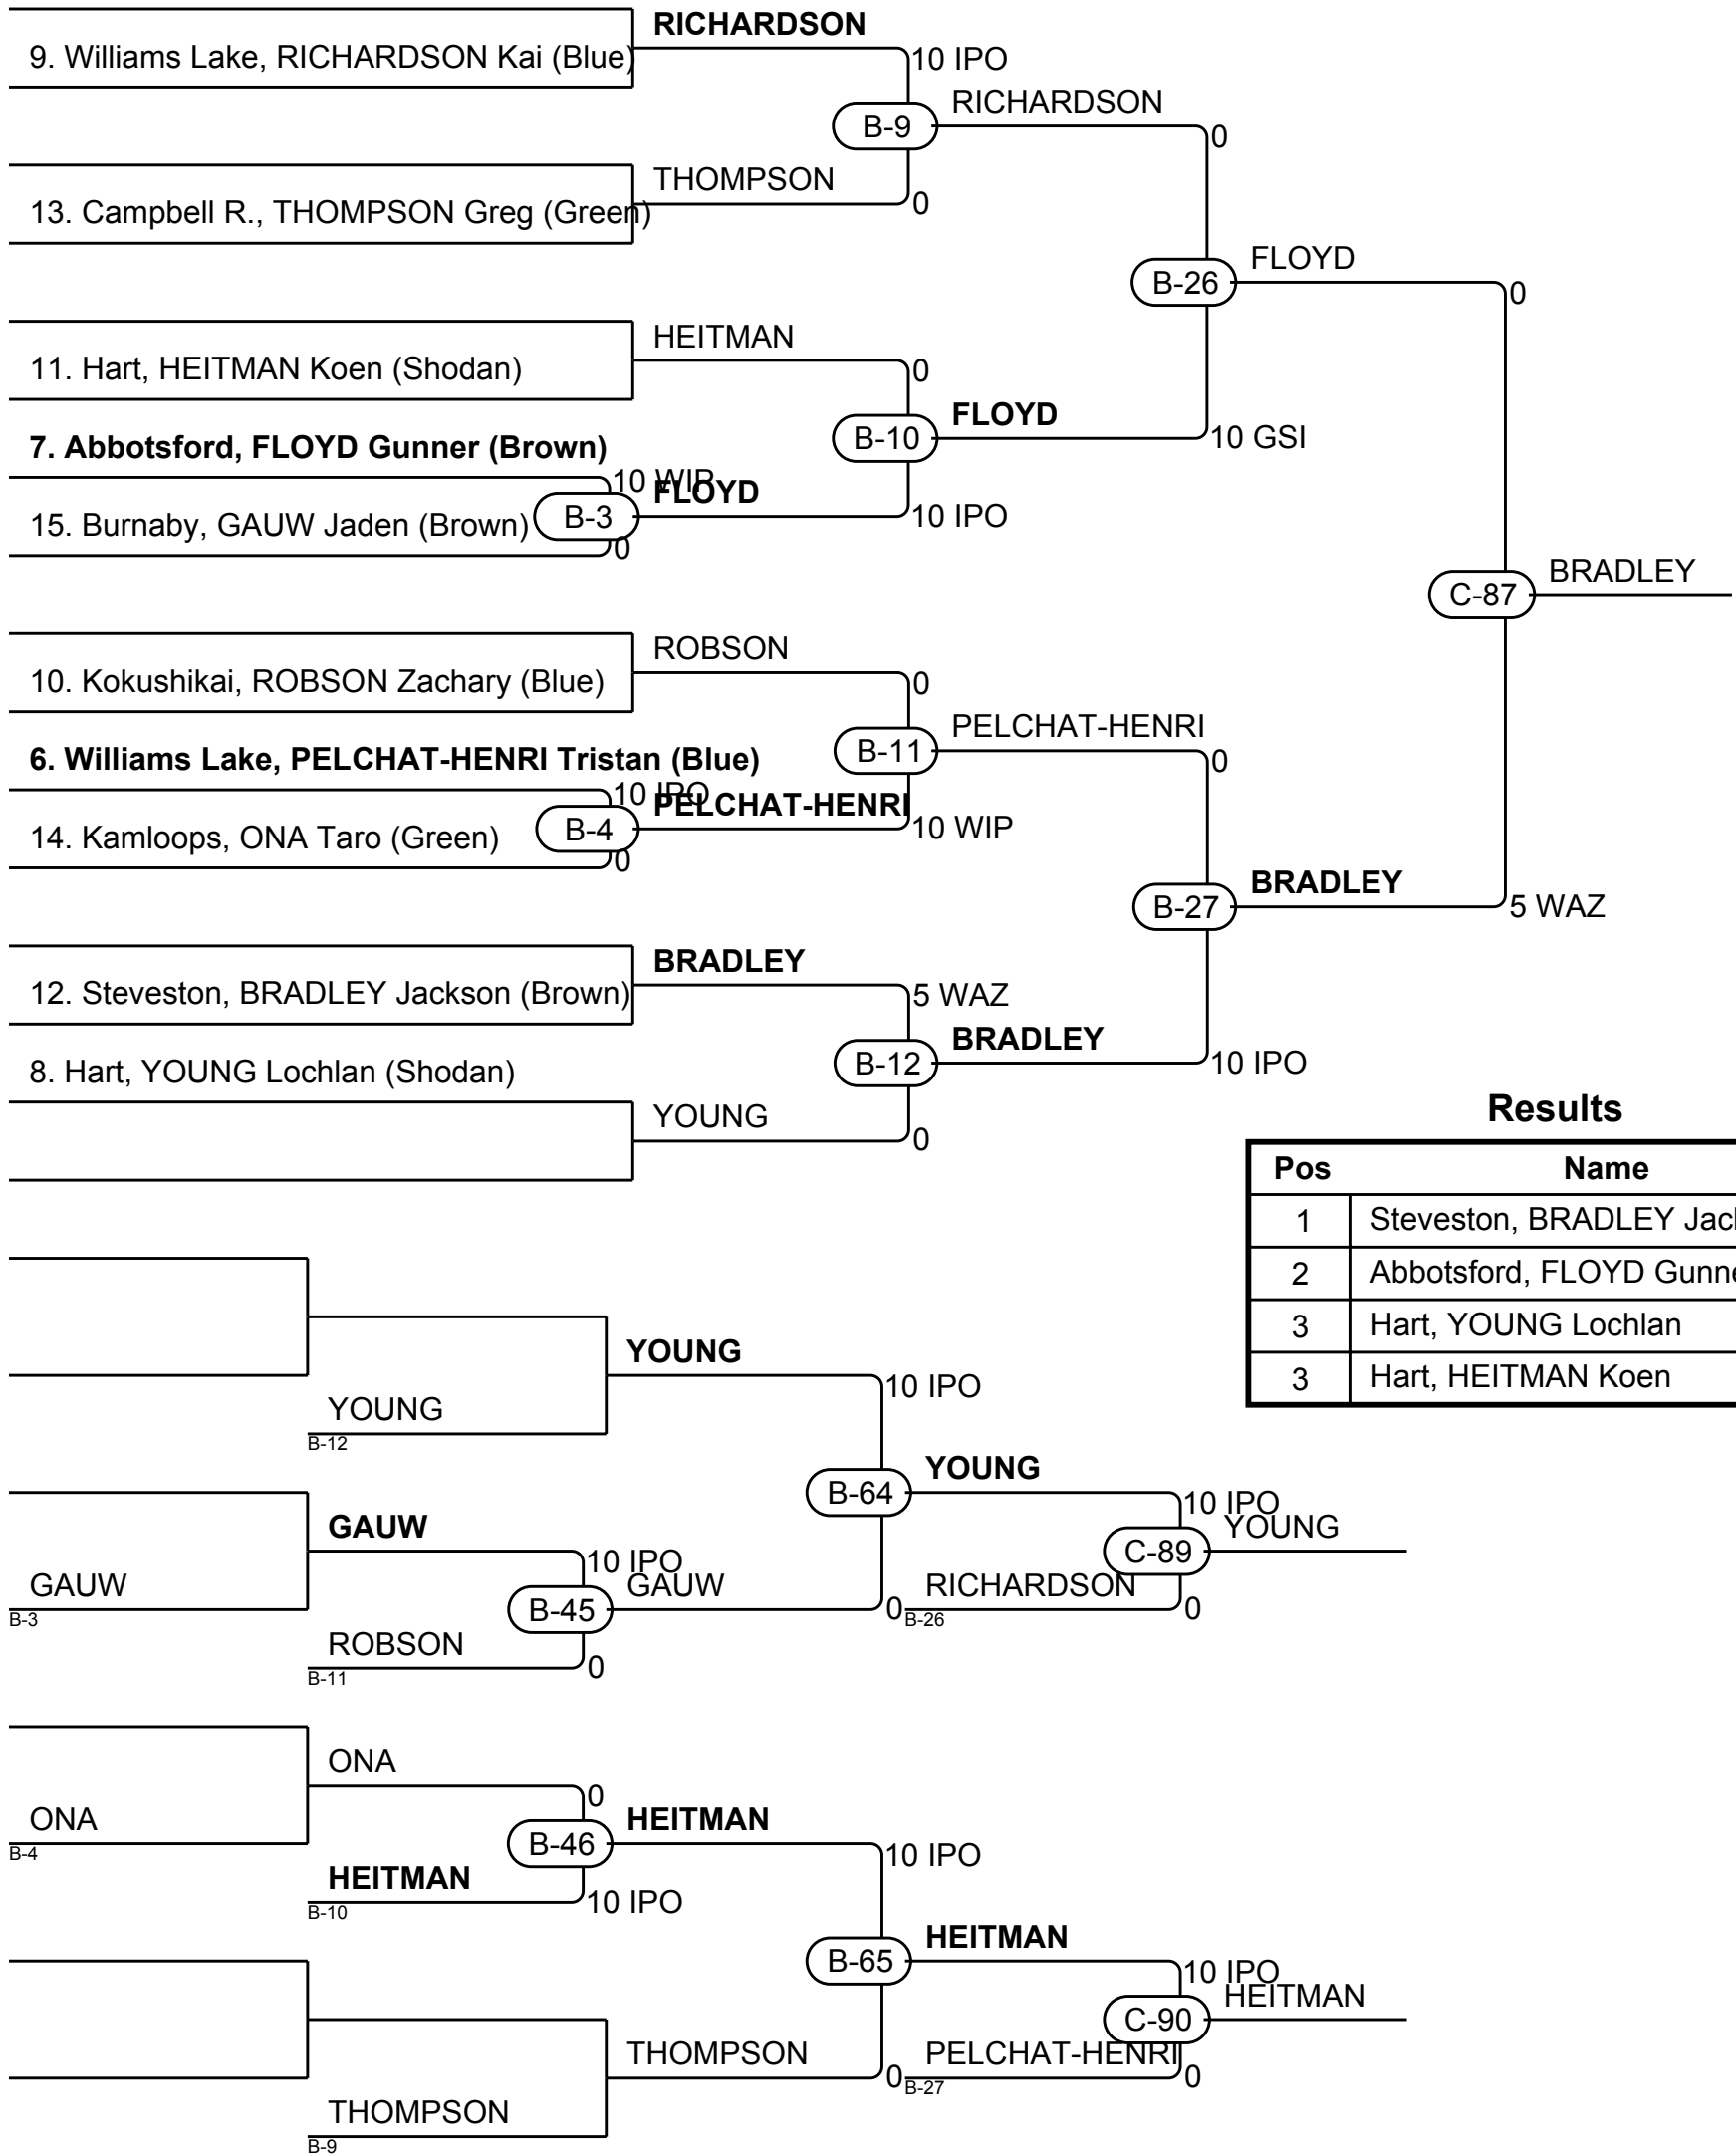 RICHARDSON
9. Williams Lake, RICHARDSON Kai (Blue)
10 IPO
RICHARDSON
B-9
0
THOMPSON
13. Campbell R., THOMPSON Greg (Green)
0
FLOYD
B-26
0
HEITMAN
11. Hart, HEITMAN Koen (Shodan)
0
FLOYD
7. Abbotsford, FLOYD Gunner (Brown)
B-10
10 GSI
10 WIP
FLOYD
15. Burnaby, GAUW Jaden (Brown)
B-3
10 IPO
0
BRADLEY
C-87
ROBSON
10. Kokushikai, ROBSON Zachary (Blue)
0
PELCHAT-HENRI
6. Williams Lake, PELCHAT-HENRI Tristan (Blue)
B-11
0
10 IPO
PELCHAT-HENRI
14. Kamloops, ONA Taro (Green)
B-4
10 WIP
0
BRADLEY
B-27
5 WAZ
BRADLEY
12. Steveston, BRADLEY Jackson (Brown)
5 WAZ
BRADLEY
8. Hart, YOUNG Lochlan (Shodan)
B-12
10 IPO
YOUNG
0
Results
Pos Name
1 Steveston, BRADLEY Jac
2 Abbotsford, FLOYD Gunne
3 Hart, YOUNG Lochlan
3 Hart, HEITMAN Koen
YOUNG
10 IPO
YOUNG
B-12
YOUNG
B-64
10 IPO
YOUNG
GAUW
C-89
10 IPO
GAUW
B-3
GAUW
B-45
0
RICHARDSON
B-26
0
ROBSON
B-11
0
ONA
0
ONA
B-4
HEITMAN
B-46
10 IPO
HEITMAN
B-10
10 IPO
HEITMAN
B-65
10 IPO
HEITMAN
C-90
THOMPSON
0
PELCHAT-HENRI
B-27
0
THOMPSON
B-9